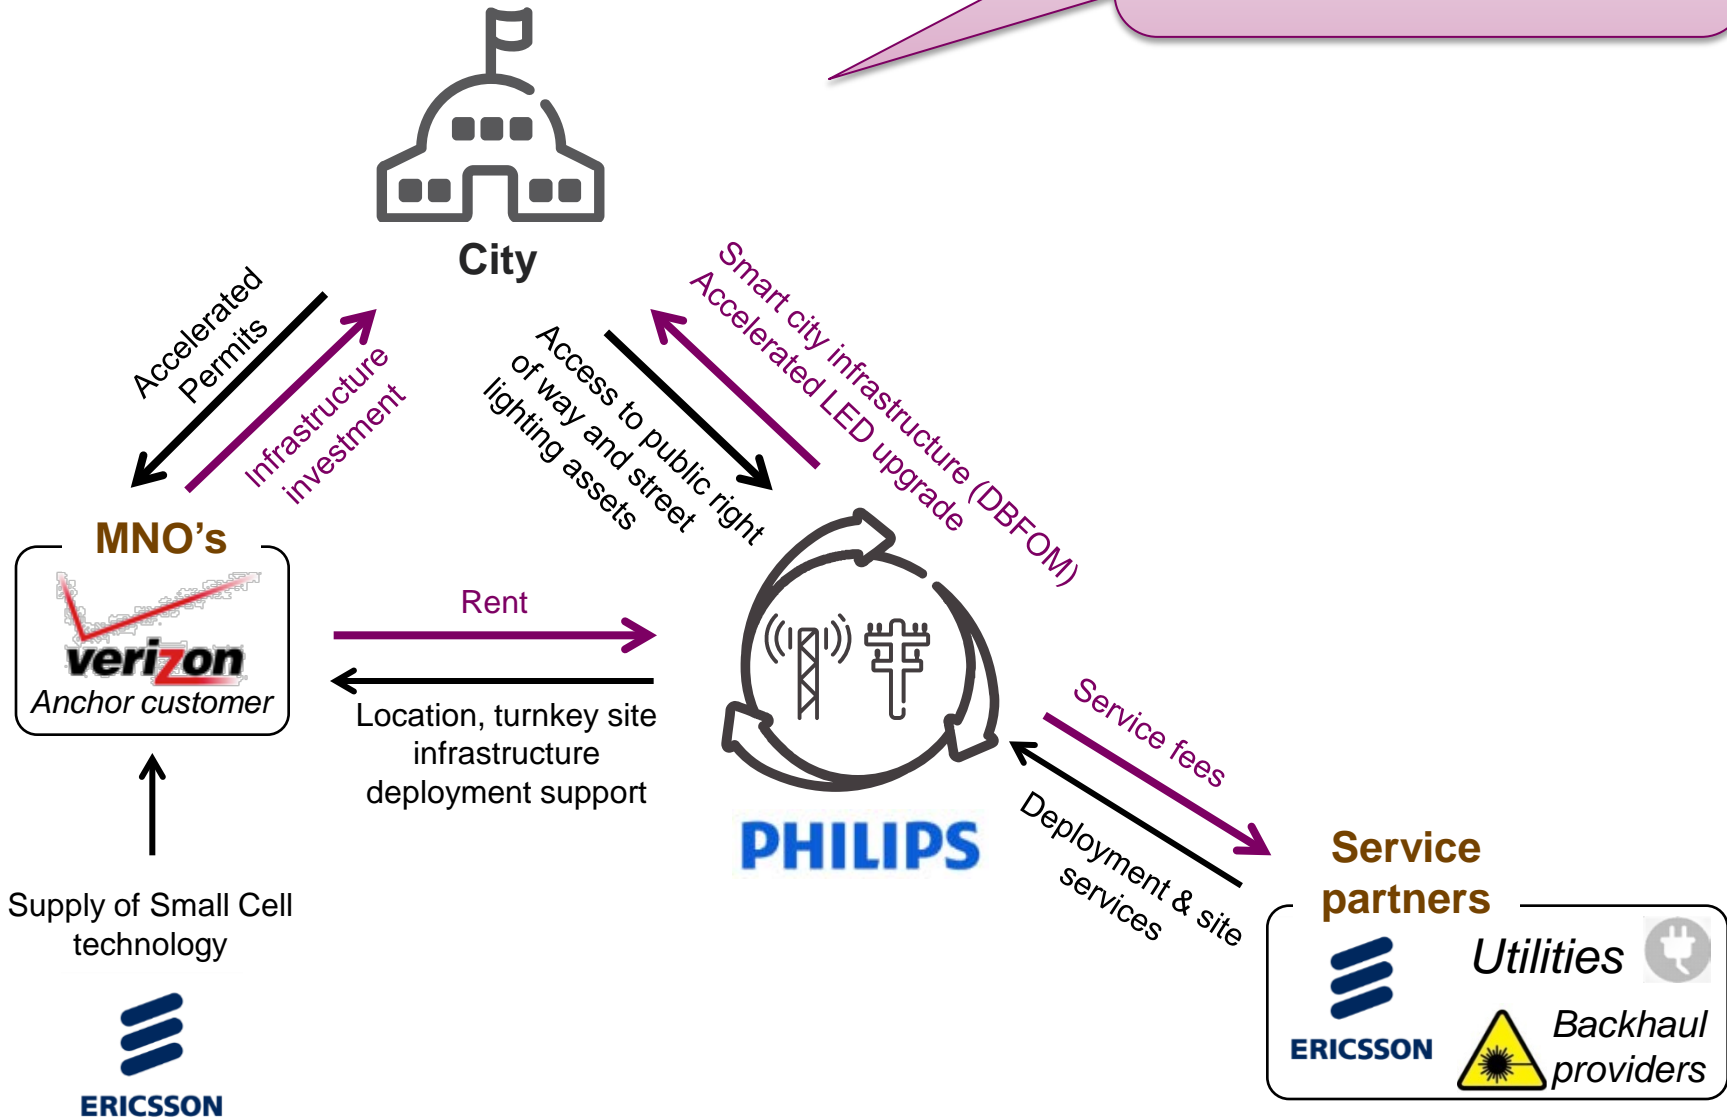 City
Accelerated
Permits
Infrastructure
investment
Access to public right
of way and street
lighting assets
Smart city infrastructure (DBFOM)
Accelerated LED upgrade
MNO's
verizon
Anchor customer
Rent
Location, turnkey site
infrastructure
deployment support
PHILIPS
Service fees
Deployment & site
services
Supply of Small Cell
technology
ERICSSON
Service
partners
ERICSSON
Utilities
Backhaul
providers